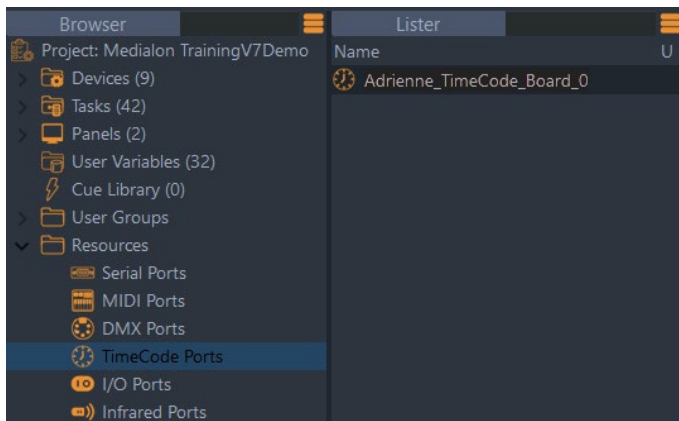 Browser
Project: Medialon TrainingV7Demo
Devices (9)
Tasks (42)
Panels (2)
User Variables (32)
Cue Library (0)
User Groups
Resources
Serial Ports
MIDI Ports
DMX Ports
TimeCode Ports
I/O Ports
Infrared Ports
Lister
Name U
Adrienne_TimeCode_Board_0